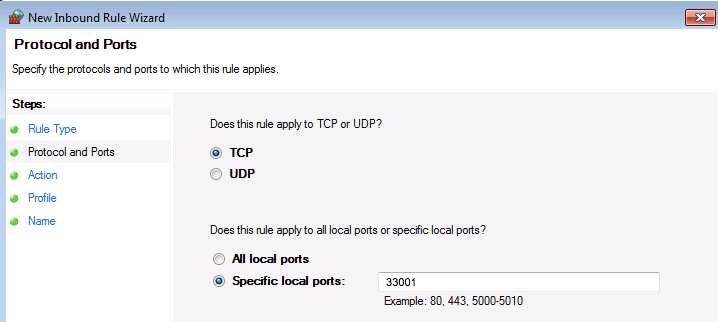 New Inbound Rule Wizard
Protocol and Ports
Specify the protocols and ports to which this rule applies.
Steps:
Rule Type
Protocol and Ports
Action
Profile
Name
Does this rule apply to TCP or UDP?
TCP
UDP
Does this rule apply to all local ports or specific local ports?
All local ports
Specific local ports: 33001
Example: 80, 443, 5000-5010